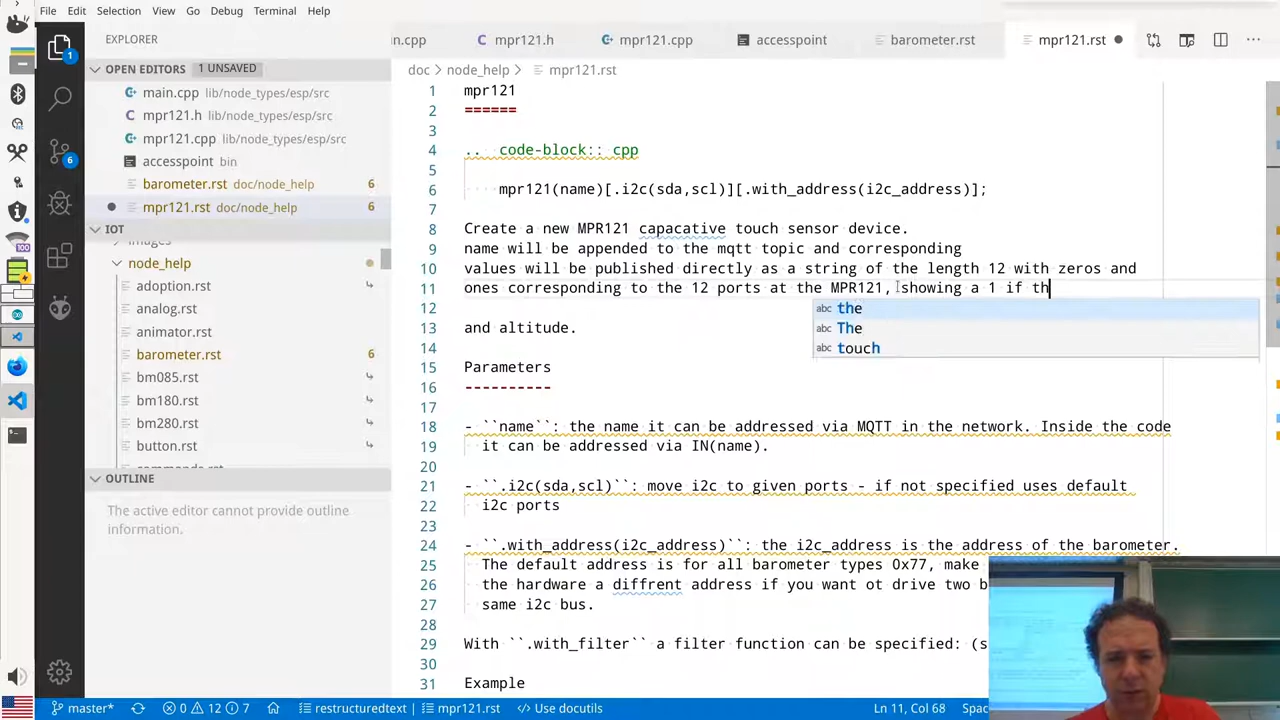 File Edit Selection View Go Debug Terminal Help
EXPLORER
in.cpp mpr121.h mpr121.cpp accesspoint barometer.rst mpr121.rst
OPEN EDITORS 1 UNSAVED
doc > node_help > mpr121.rst
main.cpp lib/node_types/esp/src
mpr121.h lib/node_types/esp/src
mpr121.cpp lib/node_types/esp/src
accesspoint bin
barometer.rst doc/node_help 6
mpr121.rst doc/node_help 6
IOT
images
node_help
adoption.rst
analog.rst
animator.rst
barometer.rst 6
bm085.rst
bm180.rst
bm280.rst
button.rst
OUTLINE
The active editor cannot provide outline
information.
1
6
100
1 mpr121
2 ======
3
4 .. code-block:: cpp
5
6 mpr121(name)[.i2c(sda,scl)][.with_address(i2c_address)];
7
8 Create a new MPR121 capacative touch sensor device.
9 name will be appended to the mqtt topic and corresponding
10 values will be published directly as a string of the length 12 with zeros and
11 ones corresponding to the 12 ports at the MPR121, showing a 1 if th
abc the
abc The
abc touch
12
13 and altitude.
14
15 Parameters
16 ----------
17
18 - ``name``: the name it can be addressed via MQTT in the network. Inside the code
19 it can be addressed via IN(name).
20
21 - ``.i2c(sda,scl)``: move i2c to given ports - if not specified uses default
22 i2c ports
23
24 - ``.with_address(i2c_address)``: the i2c_address is the address of the barometer.
25 The default address is for all barometer types 0x77, make
26 the hardware a diffrent address if you want ot drive two b
27 same i2c bus.
28
29 With ``.with_filter`` a filter function can be specified: (s
30
31 Example
master* 0 12 7 restructuredtext mpr121.rst </> Use docutils Ln 11, Col 68 Spac